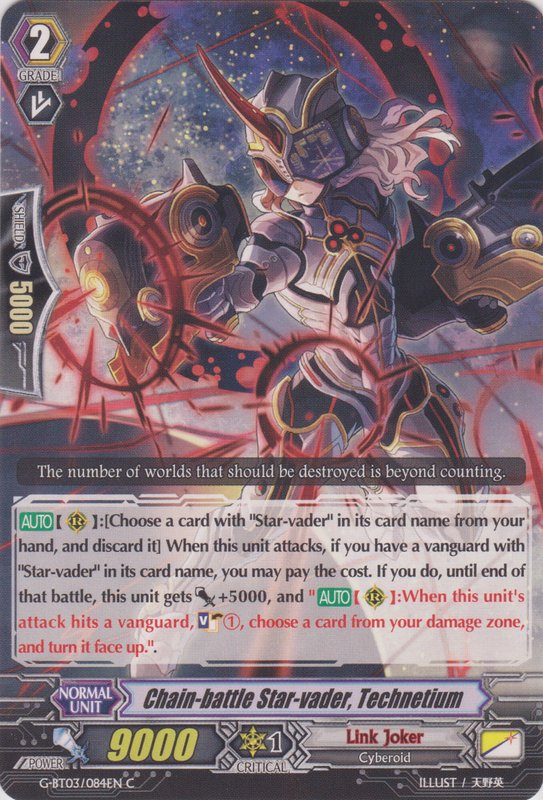 2
GRADE
SHIELD
5000
The number of worlds that should be destroyed is beyond counting.
AUTO【 R 】:[Choose a card with "Star-vader" in its card name from your
hand, and discard it] When this unit attacks, if you have a vanguard with
"Star-vader" in its card name, you may pay the cost. If you do, until end of
that battle, this unit gets +5000, and "AUTO【 R 】:When this unit's
attack hits a vanguard, V ①, choose a card from your damage zone,
and turn it face up.".
NORMAL
UNIT
Chain-battle Star-vader, Technetium
POWER
9000
1
CRITICAL
Link Joker
Cyberoid
G-BT03/084EN C
ILLUST / 天野英